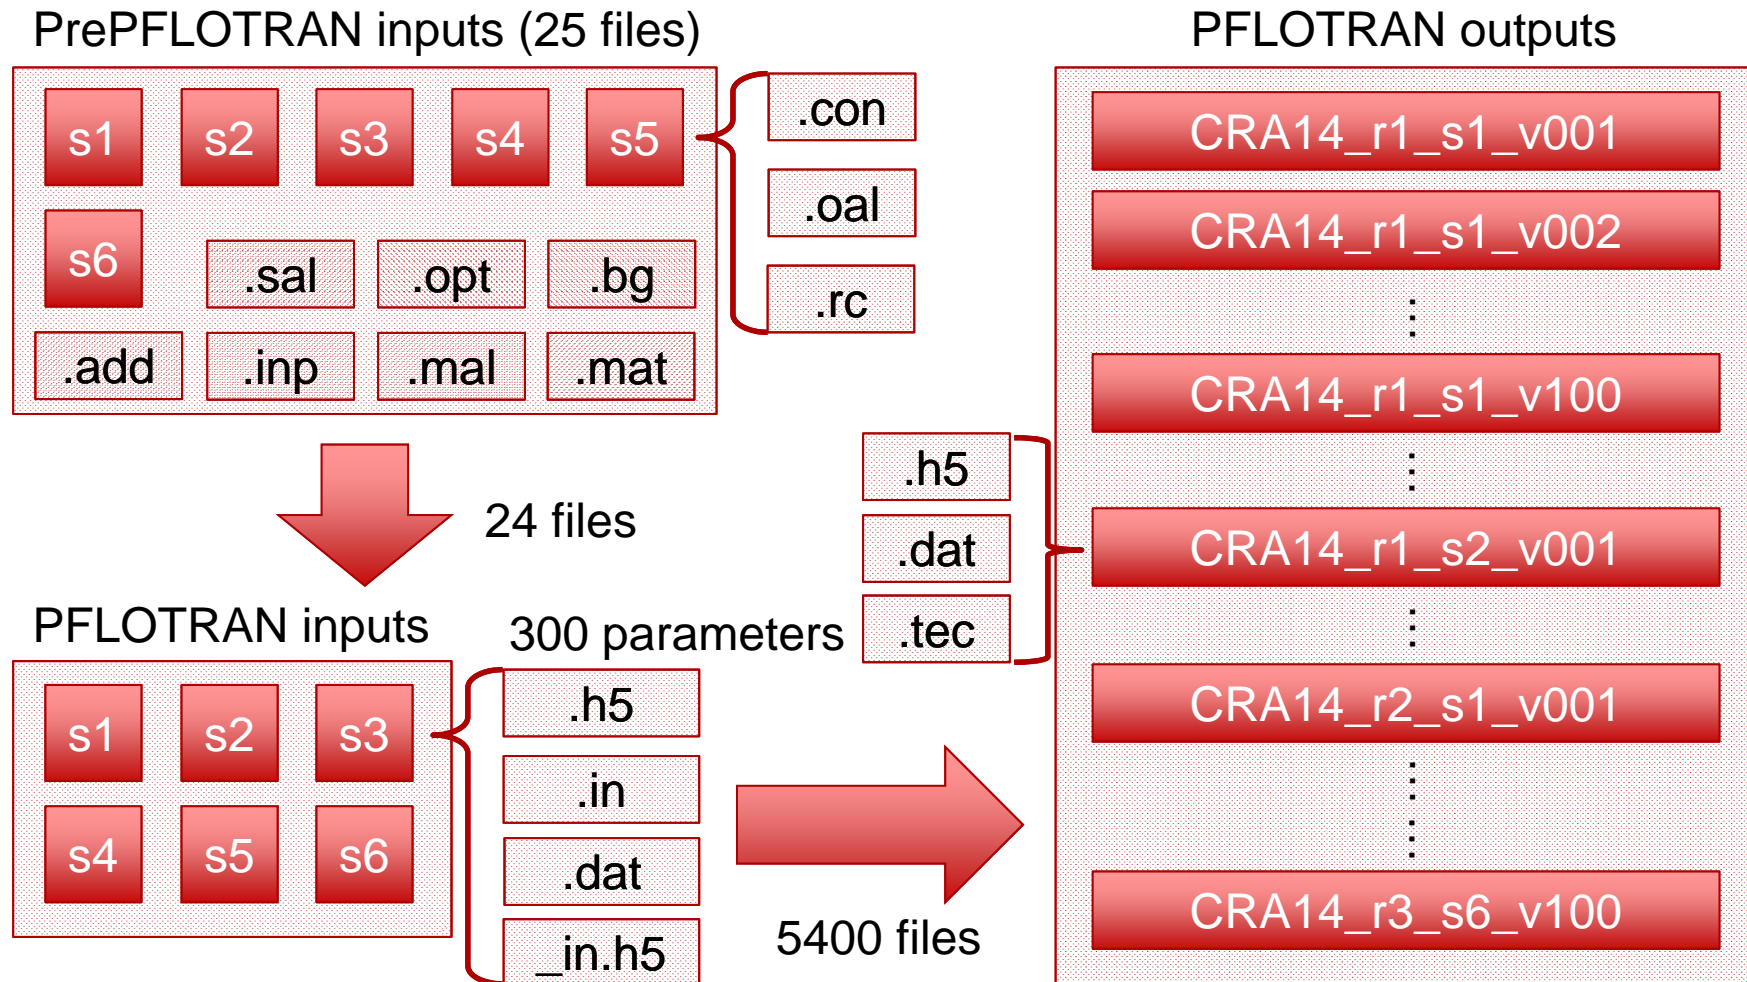 PrePFLOTRAN inputs (25 files)
s1
s2
s3
s4
s5
s6
.sal
.opt
.bg
.add
.inp
.mal
.mat
.con
.oal
.rc
24 files
PFLOTRAN inputs
s1
s2
s3
s4
s5
s6
300 parameters
.h5
.in
.dat
_in.h5
5400 files
PFLOTRAN outputs
.h5
.dat
.tec
CRA14_r1_s1_v001
CRA14_r1_s1_v002
CRA14_r1_s1_v100
CRA14_r1_s2_v001
CRA14_r2_s1_v001
CRA14_r3_s6_v100